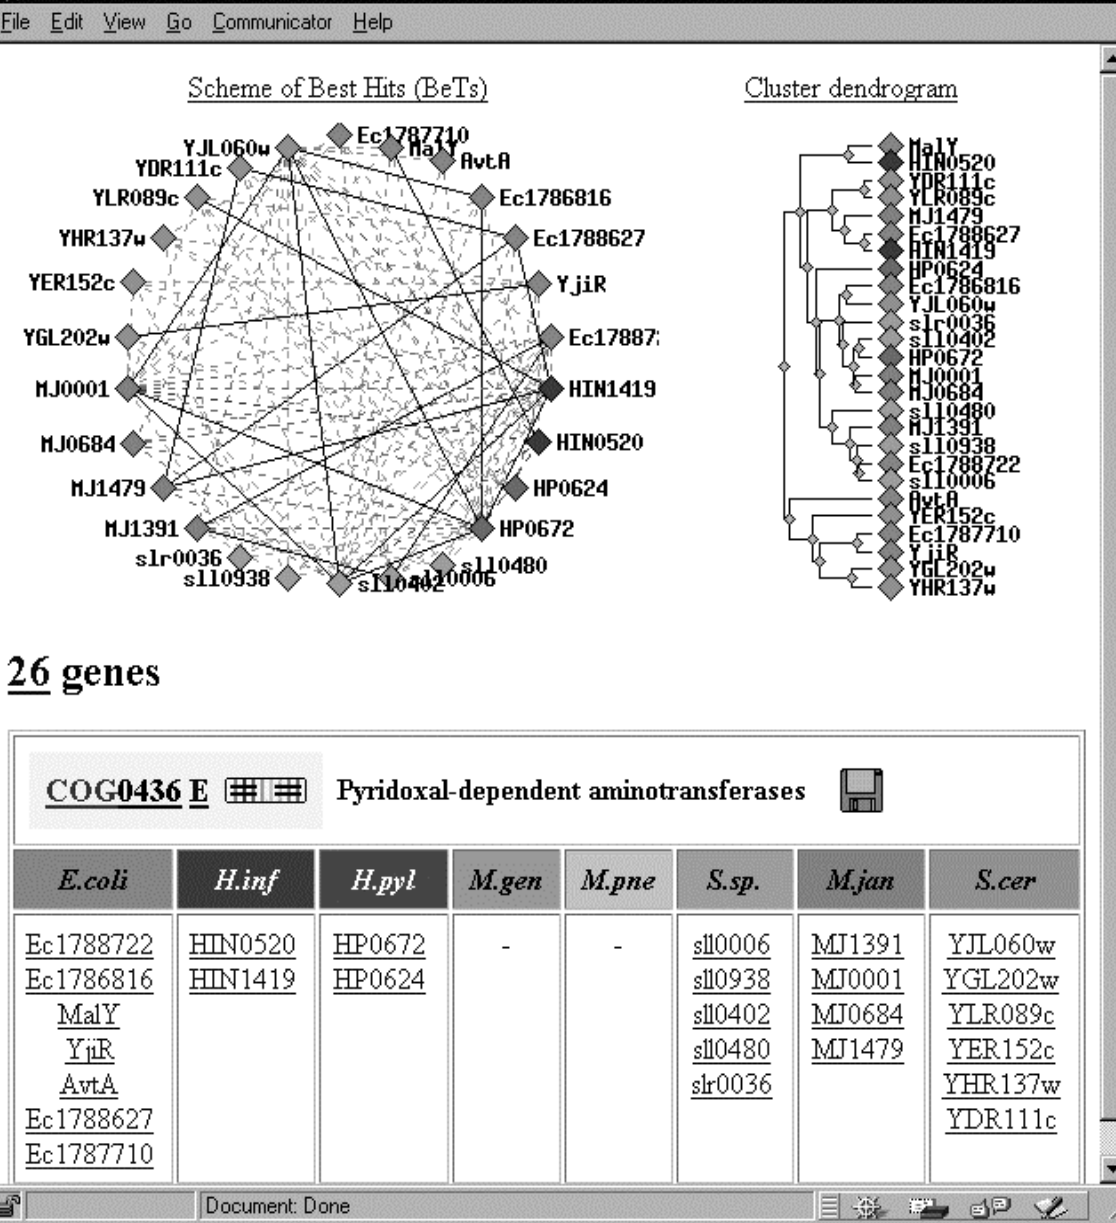 File Edit View Go Communicator Help
Scheme of Best Hits (BeTs)
Cluster dendrogram
Ec1787710
YJL060w
MalY
YDR111c
AvtA
YLR089c
Ec1786816
YHR137w
Ec1788627
YER152c
YjiR
YGL202w
Ec17887
MJ0001
HIN1419
MJ0684
HIN0520
MJ1479
HP0624
MJ1391
HP0672
slr0036
sll0480
sll0938
sll0402
sll0006
MalY
HIN0520
YDR111c
YLR089c
MJ1479
Ec1788627
HIN1419
HP0624
Ec1786816
YJL060w
slr0036
sll0402
HP0672
MJ0001
MJ0684
sll0480
MJ1391
sll0938
Ec1788722
sll0006
AvtA
YER152c
Ec1787710
YjiR
YGL202w
YHR137w
26 genes
COG0436 E Pyridoxal-dependent aminotransferases
E.coli H.inf H.pyl M.gen M.pne S.sp. M.jan S.cer
Ec1788722 HIN0520 HP0672 - - sll0006 MJ1391 YJL060w
Ec1786816 HIN1419 HP0624 sll0938 MJ0001 YGL202w
MalY sll0402 MJ0684 YLR089c
YjiR sll0480 MJ1479 YER152c
AvtA slr0036 YHR137w
Ec1788627 YDR111c
Ec1787710
Document: Done